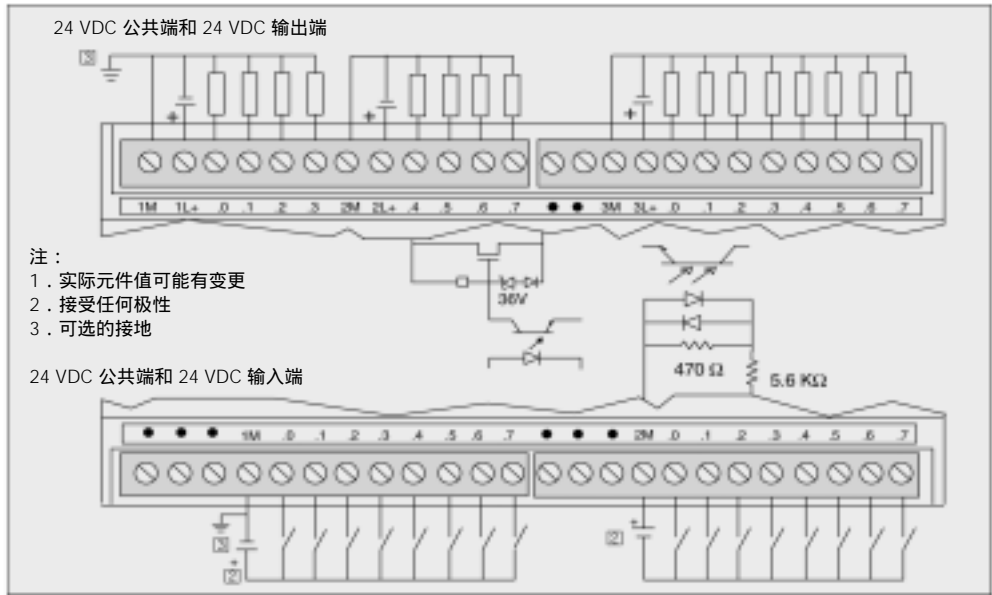 24 VDC 公共端和 24 VDC 输出端
3
+
+
+
1M 1L+ .0 .1 .2 .3 2M 2L+ .4 .5 .6 .7 ● ● 3M 3L+ .0 .1 .2 .3 .4 .5 .6 .7
注：
1．实际元件值可能有变更
2．接受任何极性
3．可选的接地
36V
470 Ω
5.6 KΩ
24 VDC 公共端和 24 VDC 输入端
● ● ● 1M .0 .1 .2 .3 .4 .5 .6 .7 ● ● ● 2M .0 .1 .2 .3 .4 .5 .6 .7
3
+
2
+
2